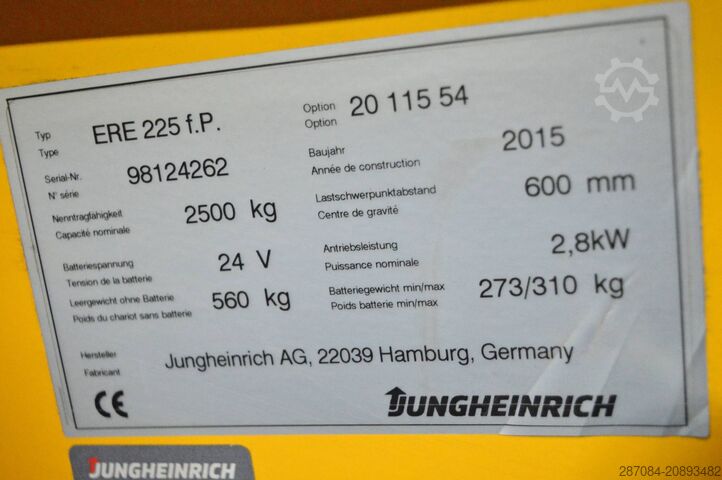 Typ ERE 225 f.P. Option 20 115 54
Type Option
Serial-Nr. 98124262 Baujahr 2015
N° série Année de construction
Nenntragfähigkeit 2500 kg Lastschwerpunktabstand 600 mm
Capacité nominale Centre de gravité
Batteriespannung 24 V Antriebsleistung 2,8kW
Tension de la batterie Puissance nominale
Leergewicht ohne Batterie 560 kg Batteriegewicht min/max 273/310 kg
Poids du chariot sans batterie Poids batterie min/max
Hersteller Jungheinrich AG, 22039 Hamburg, Germany
Fabricant
CE JUNGHEINRICH
JUNGHEINRICH
287084-20893482